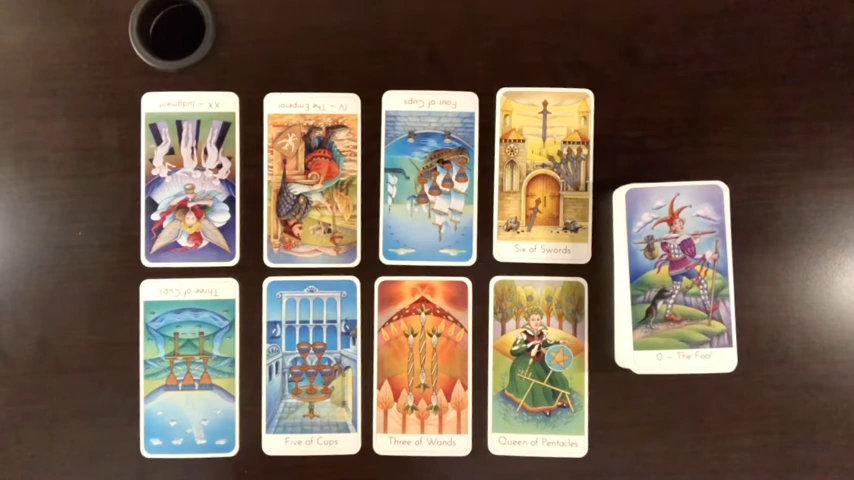 XX - Judgment
IV - The Emperor
Four of Cups
Six of Swords
Three of Cups
Five of Cups
Three of Wands
Queen of Pentacles
0 - The Fool